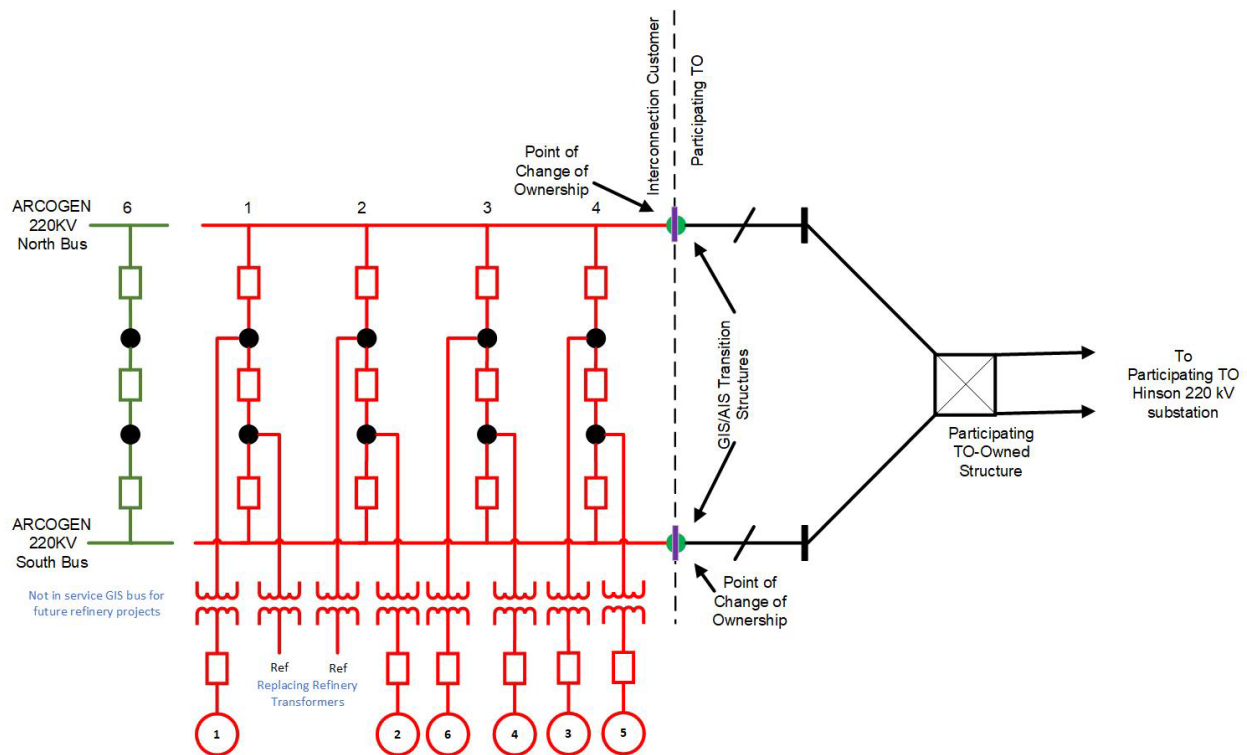 Interconnection Customer
Participating TO
Point of
Change of
Ownership
ARCOGEN
220KV
North Bus
6
1
2
3
4
GIS/AIS Transition
Structures
To
Participating TO
Hinson 220 kV
substation
Participating
TO-Owned
Structure
ARCOGEN
220KV
South Bus
Not in service GIS bus for
future refinery projects
Point of
Change of
Ownership
Ref
Ref
Replacing Refinery
Transformers
1
2
6
4
3
5